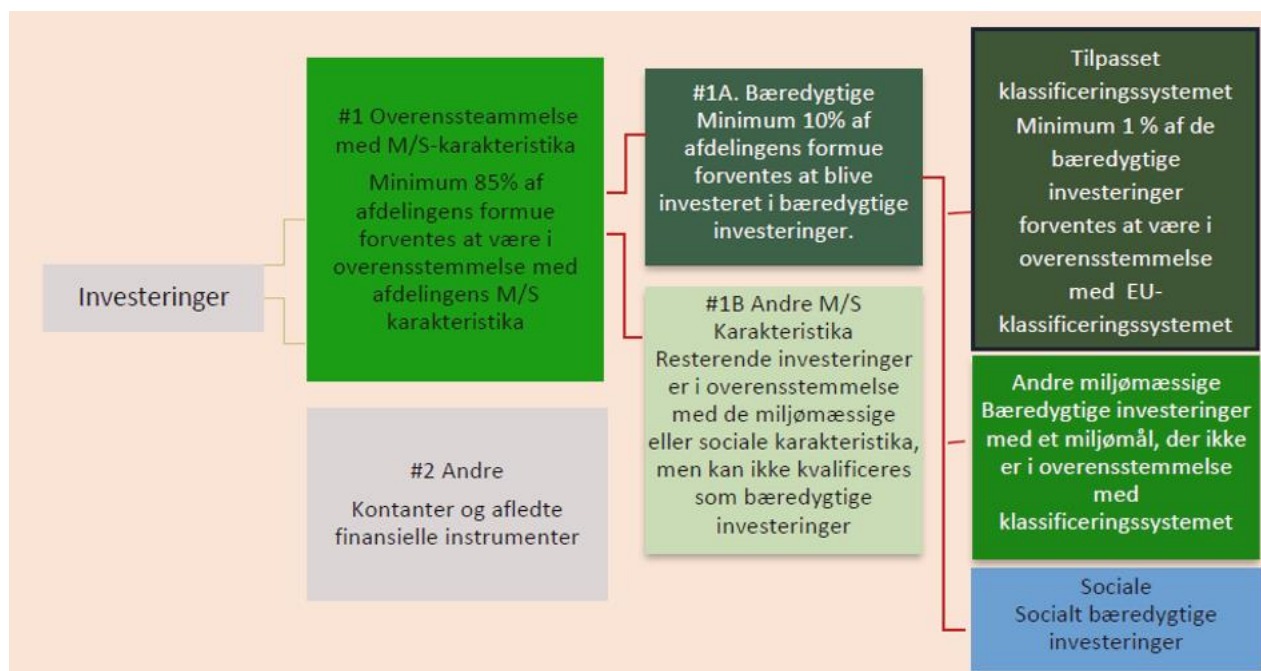 Investeringer
#1 Overenssteammelse
med M/S-karakteristika
Minimum 85% af
afdelingens formue
forventes at være i
overensstemmelse med
afdelingens M/S
karakteristika
#2 Andre
Kontanter og afledte
finansielle instrumenter
#1A. Bæredygtige
Minimum 10% af
afdelingens formue
forventes at blive
investeret i bæredygtige
investeringer.
#1B Andre M/S
Karakteristika
Resterende investeringer
er i overensstemmelse
med de miljømæssige
eller sociale karakteristika,
men kan ikke kvalificeres
som bæredygtige
investeringer
Tilpasset
klassificeringssystemet
Minimum 1 % af de
bæredygtige
investeringer
forventes at være i
overensstemmelse
med EU-
klassificeringssystemet
Andre miljømæssige
Bæredygtige investeringer
med et miljømål, der ikke
er i overensstemmelse
med
klassificeringssystemet
Sociale
Socialt bæredygtige
investeringer